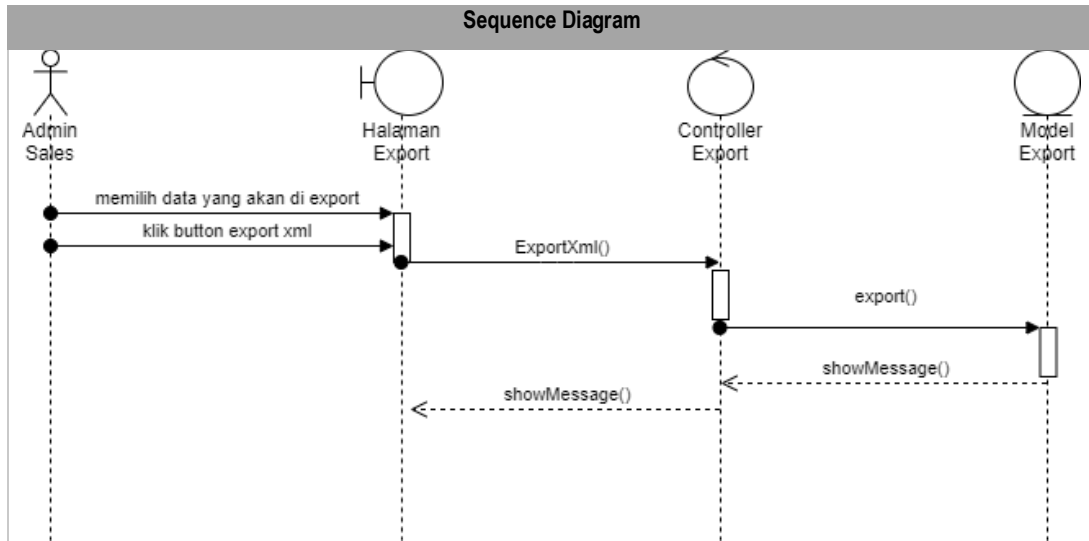 Sequence Diagram
Admin
Sales
Halaman
Export
Controller
Export
Model
Export
memilih data yang akan di export
klik button export xml
ExportXml()
export()
showMessage()
showMessage()